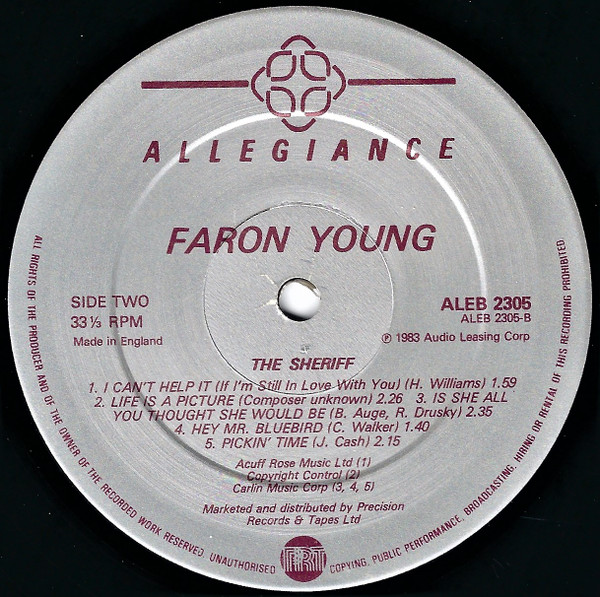 ALLEGIANCE
FARON YOUNG
SIDE TWO
33⅓ RPM
Made in England
ALEB 2305
ALEB 2305-B
℗ 1983 Audio Leasing Corp
THE SHERIFF
1. I CAN'T HELP IT (If I'm Still In Love With You) (H. Williams) 1.59
2. LIFE IS A PICTURE (Composer unknown) 2.26 3. IS SHE ALL
YOU THOUGHT SHE WOULD BE (B. Auge, R. Drusky) 2.35
4. HEY MR. BLUEBIRD (C. Walker) 1.40
5. PICKIN' TIME (J. Cash) 2.15
Acuff Rose Music Ltd (1)
Copyright Control (2)
Carlin Music Corp (3, 4, 5)
Marketed and distributed by Precision
Records & Tapes Ltd
PRT
ALL RIGHTS OF THE PRODUCER AND OF THE OWNER OF THE RECORDED WORK RESERVED. UNAUTHORISED COPYING, PUBLIC PERFORMANCE, BROADCASTING, HIRING OR RENTAL OF THIS RECORDING PROHIBITED